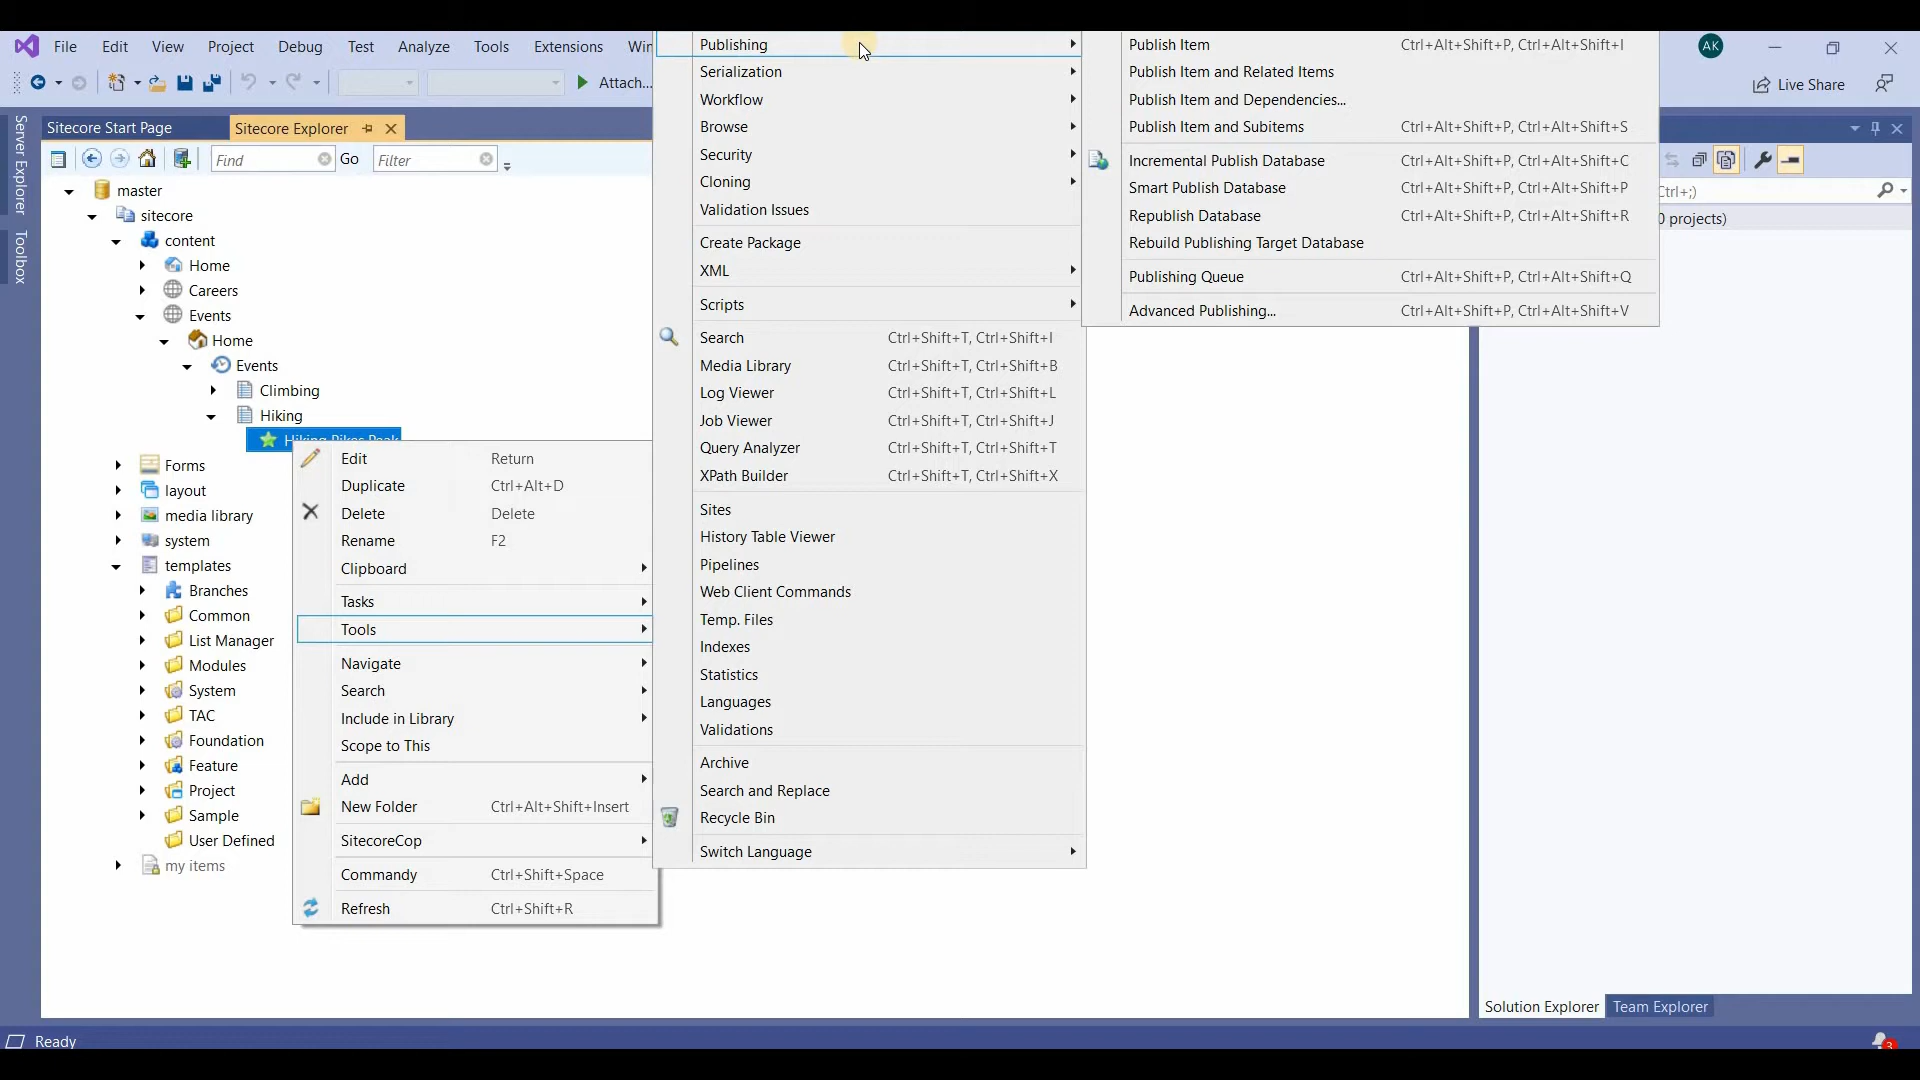 File Edit View Project Debug Test Analyze Tools Extensions Win
AK
Attach...
Live Share
Server Explorer
Toolbox
Sitecore Start Page
Sitecore Explorer
Find
Go
Filter
master
sitecore
content
Home
Careers
Events
Home
Events
Climbing
Hiking
Hiking Pikes Peak
Forms
layout
media library
system
templates
Branches
Common
List Manager
Modules
System
TAC
Foundation
Feature
Project
Sample
User Defined
my items
Edit Return
Duplicate Ctrl+Alt+D
Delete Delete
Rename F2
Clipboard
Tasks
Tools
Navigate
Search
Include in Library
Scope to This
Add
New Folder Ctrl+Alt+Shift+Insert
SitecoreCop
Commandy Ctrl+Shift+Space
Refresh Ctrl+Shift+R
Publishing
Serialization
Workflow
Browse
Security
Cloning
Validation Issues
Create Package
XML
Scripts
Search Ctrl+Shift+T, Ctrl+Shift+I
Media Library Ctrl+Shift+T, Ctrl+Shift+B
Log Viewer Ctrl+Shift+T, Ctrl+Shift+L
Job Viewer Ctrl+Shift+T, Ctrl+Shift+J
Query Analyzer Ctrl+Shift+T, Ctrl+Shift+T
XPath Builder Ctrl+Shift+T, Ctrl+Shift+X
Sites
History Table Viewer
Pipelines
Web Client Commands
Temp. Files
Indexes
Statistics
Languages
Validations
Archive
Search and Replace
Recycle Bin
Switch Language
Publish Item Ctrl+Alt+Shift+P, Ctrl+Alt+Shift+I
Publish Item and Related Items
Publish Item and Dependencies...
Publish Item and Subitems Ctrl+Alt+Shift+P, Ctrl+Alt+Shift+S
Incremental Publish Database Ctrl+Alt+Shift+P, Ctrl+Alt+Shift+C
Smart Publish Database Ctrl+Alt+Shift+P, Ctrl+Alt+Shift+P
Republish Database Ctrl+Alt+Shift+P, Ctrl+Alt+Shift+R
Rebuild Publishing Target Database
Publishing Queue Ctrl+Alt+Shift+P, Ctrl+Alt+Shift+Q
Advanced Publishing... Ctrl+Alt+Shift+P, Ctrl+Alt+Shift+V
Ctrl+;)
0 projects)
Solution Explorer
Team Explorer
Ready
3